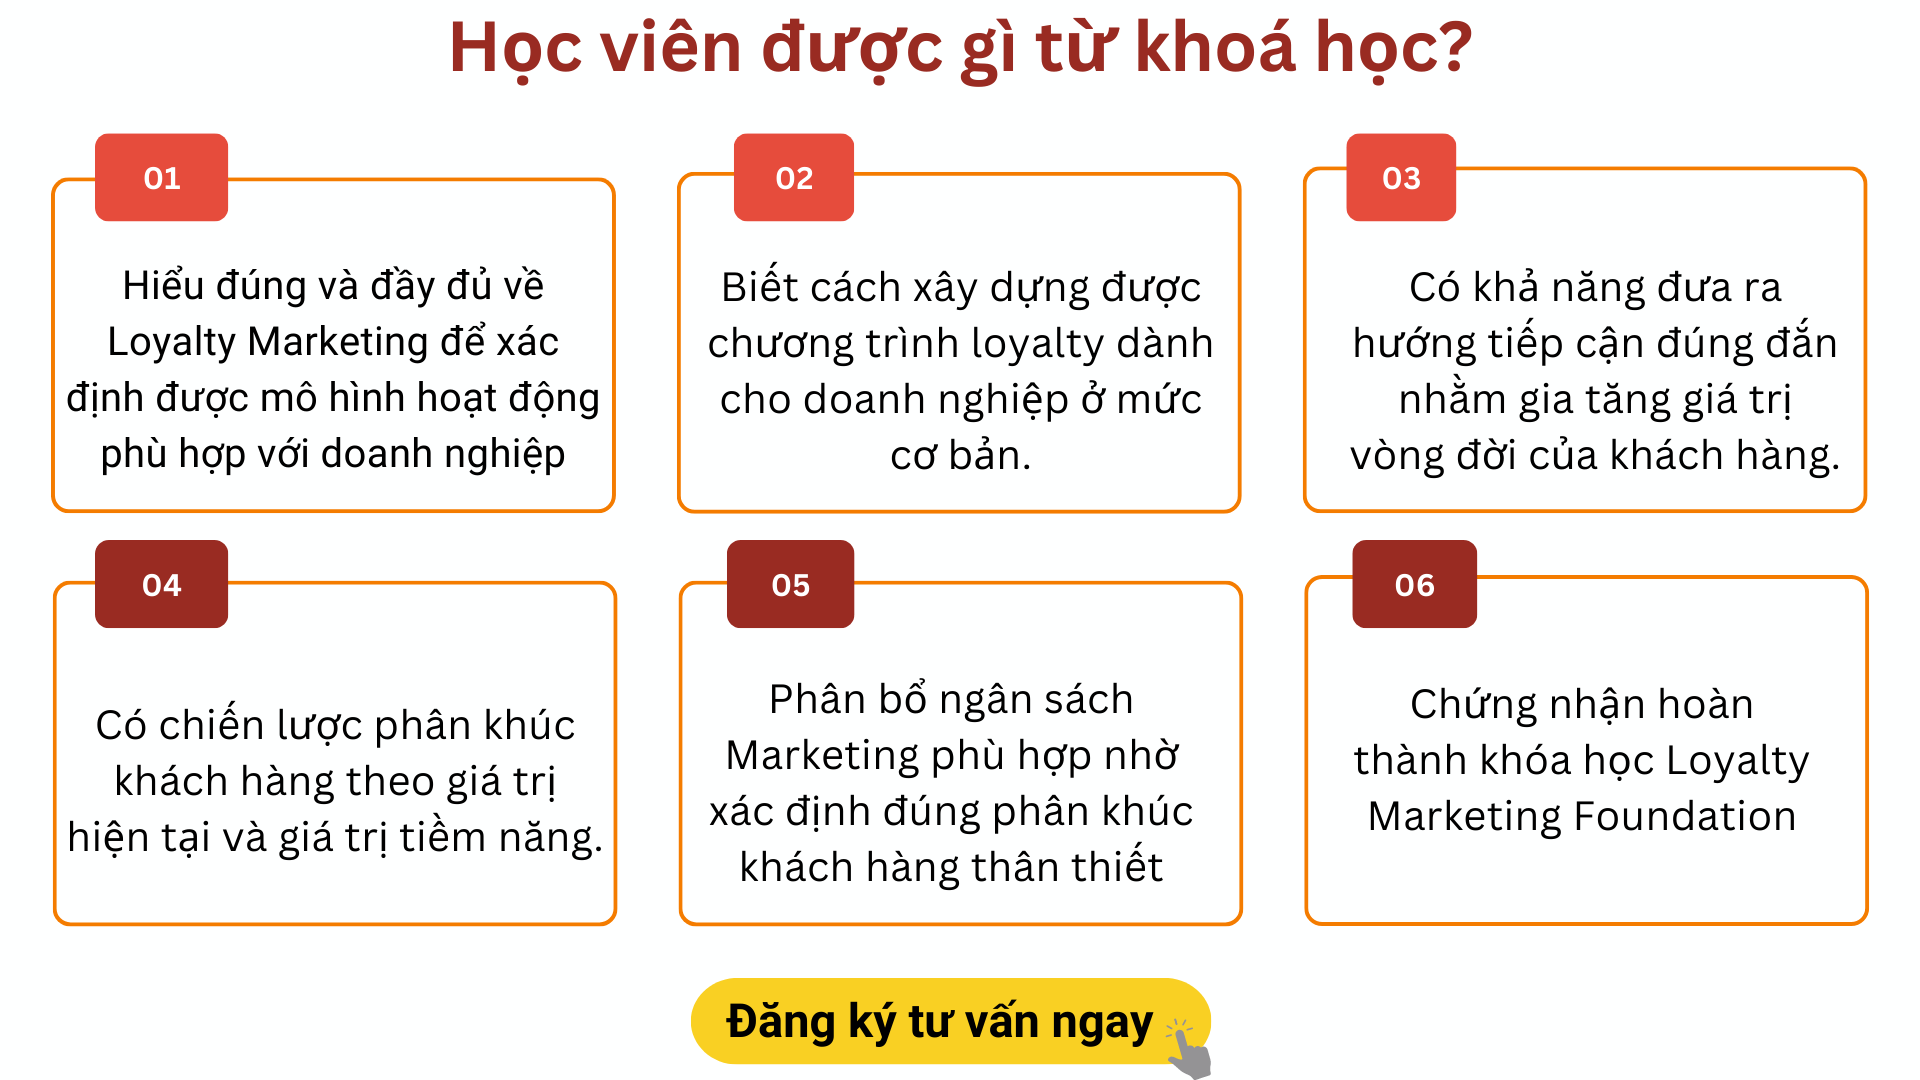 Học viên được gì từ khoá học?
01
Hiểu đúng và đầy đủ về
Loyalty Marketing để xác
định được mô hình hoạt động
phù hợp với doanh nghiệp
02
Biết cách xây dựng được
chương trình loyalty dành
cho doanh nghiệp ở mức
cơ bản.
03
Có khả năng đưa ra
hướng tiếp cận đúng đắn
nhằm gia tăng giá trị
vòng đời của khách hàng.
04
Có chiến lược phân khúc
khách hàng theo giá trị
hiện tại và giá trị tiềm năng.
05
Phân bổ ngân sách
Marketing phù hợp nhờ
xác định đúng phân khúc
khách hàng thân thiết
06
Chứng nhận hoàn
thành khóa học Loyalty
Marketing Foundation
Đăng ký tư vấn ngay